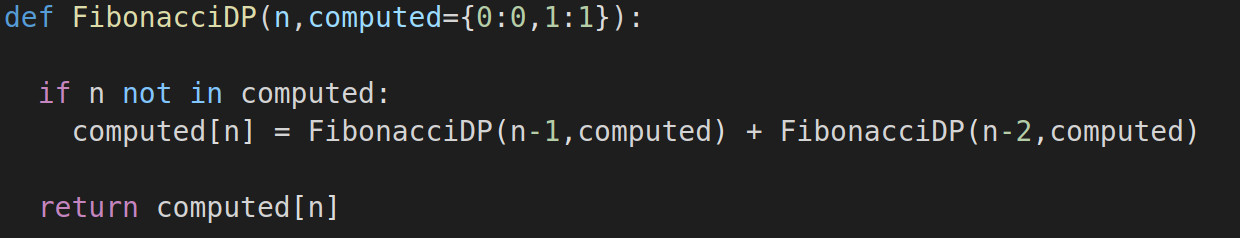 def FibonacciDP(n,computed={0:0,1:1}):
  if n not in computed:
    computed[n] = FibonacciDP(n-1,computed) + FibonacciDP(n-2,computed)
  return computed[n]